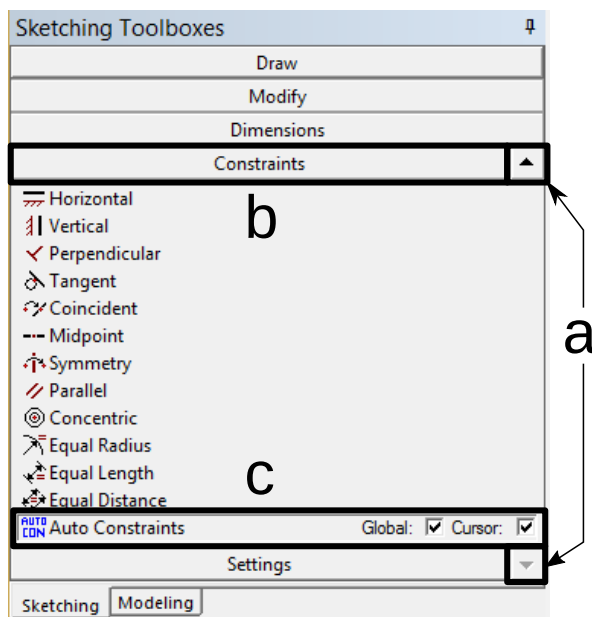 Sketching Toolboxes
Draw
Modify
Dimensions
Constraints
Horizontal
b
Vertical
Perpendicular
Tangent
Coincident
a
Midpoint
Symmetry
Parallel
Concentric
Equal Radius
c
Equal Length
Equal Distance
AUTO CON Auto Constraints Global: Cursor:
Settings
Sketching Modeling